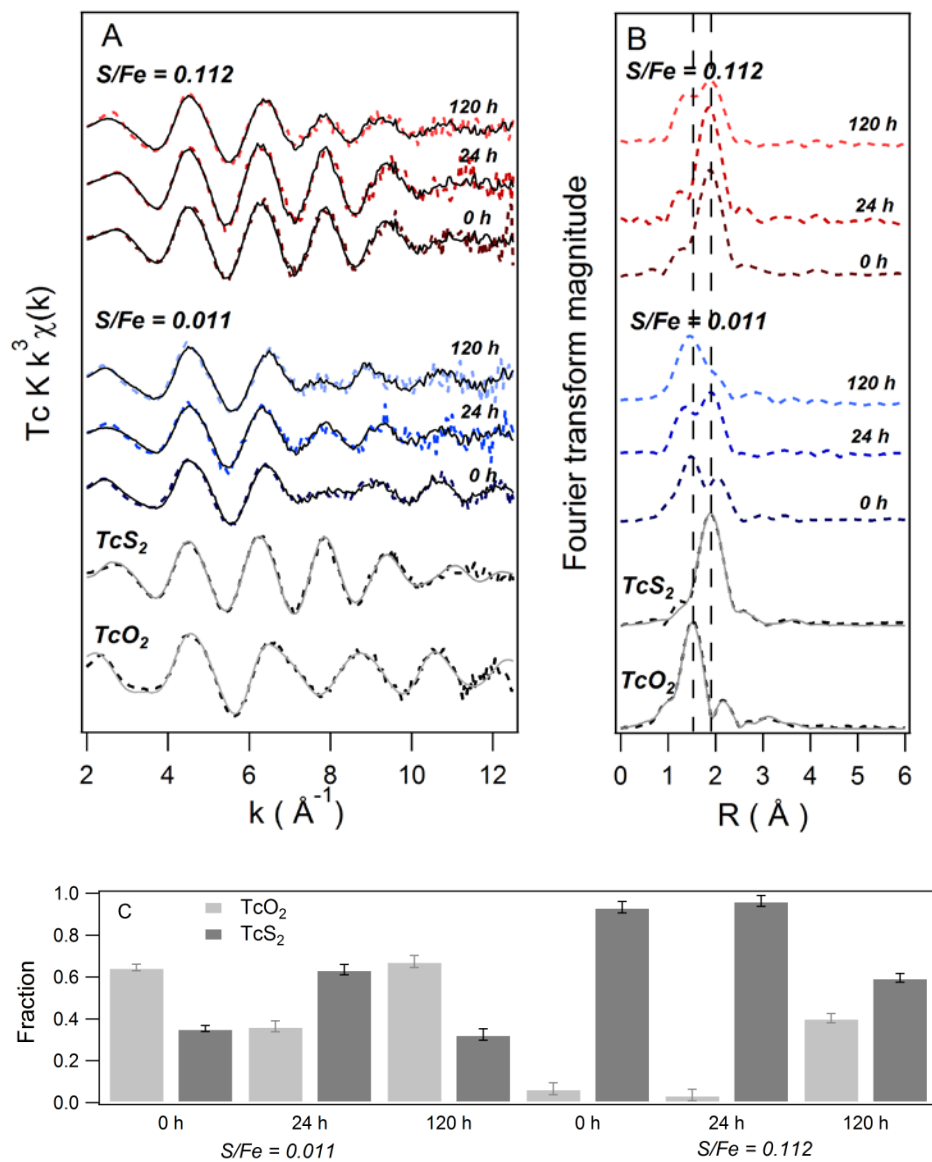 A
S/Fe = 0.112
120 h
24 h
0 h
S/Fe = 0.011
120 h
24 h
0 h
TcS₂
TcO₂
Tc K k³ χ(k)
2 4 6 8 10 12
k ( Å⁻¹)
B
S/Fe = 0.112
120 h
24 h
0 h
S/Fe = 0.011
120 h
24 h
0 h
TcS₂
TcO₂
Fourier transform magnitude
0 1 2 3 4 5 6
R ( Å )
C
TcO₂
TcS₂
Fraction
1.0
0.8
0.6
0.4
0.2
0.0
0 h 24 h 120 h 0 h 24 h 120 h
S/Fe = 0.011 S/Fe = 0.112